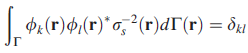 ∫_Γ ϕ_k(r)ϕ_l(r)*σ_s^{-2}(r)dΓ(r) = δ_{kl}